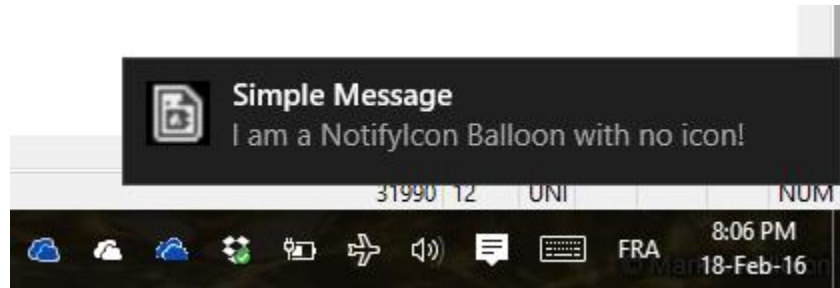 Simple Message
I am a NotifyIcon Balloon with no icon!
31990 12 UNI NUM
FRA
8:06 PM
18-Feb-16